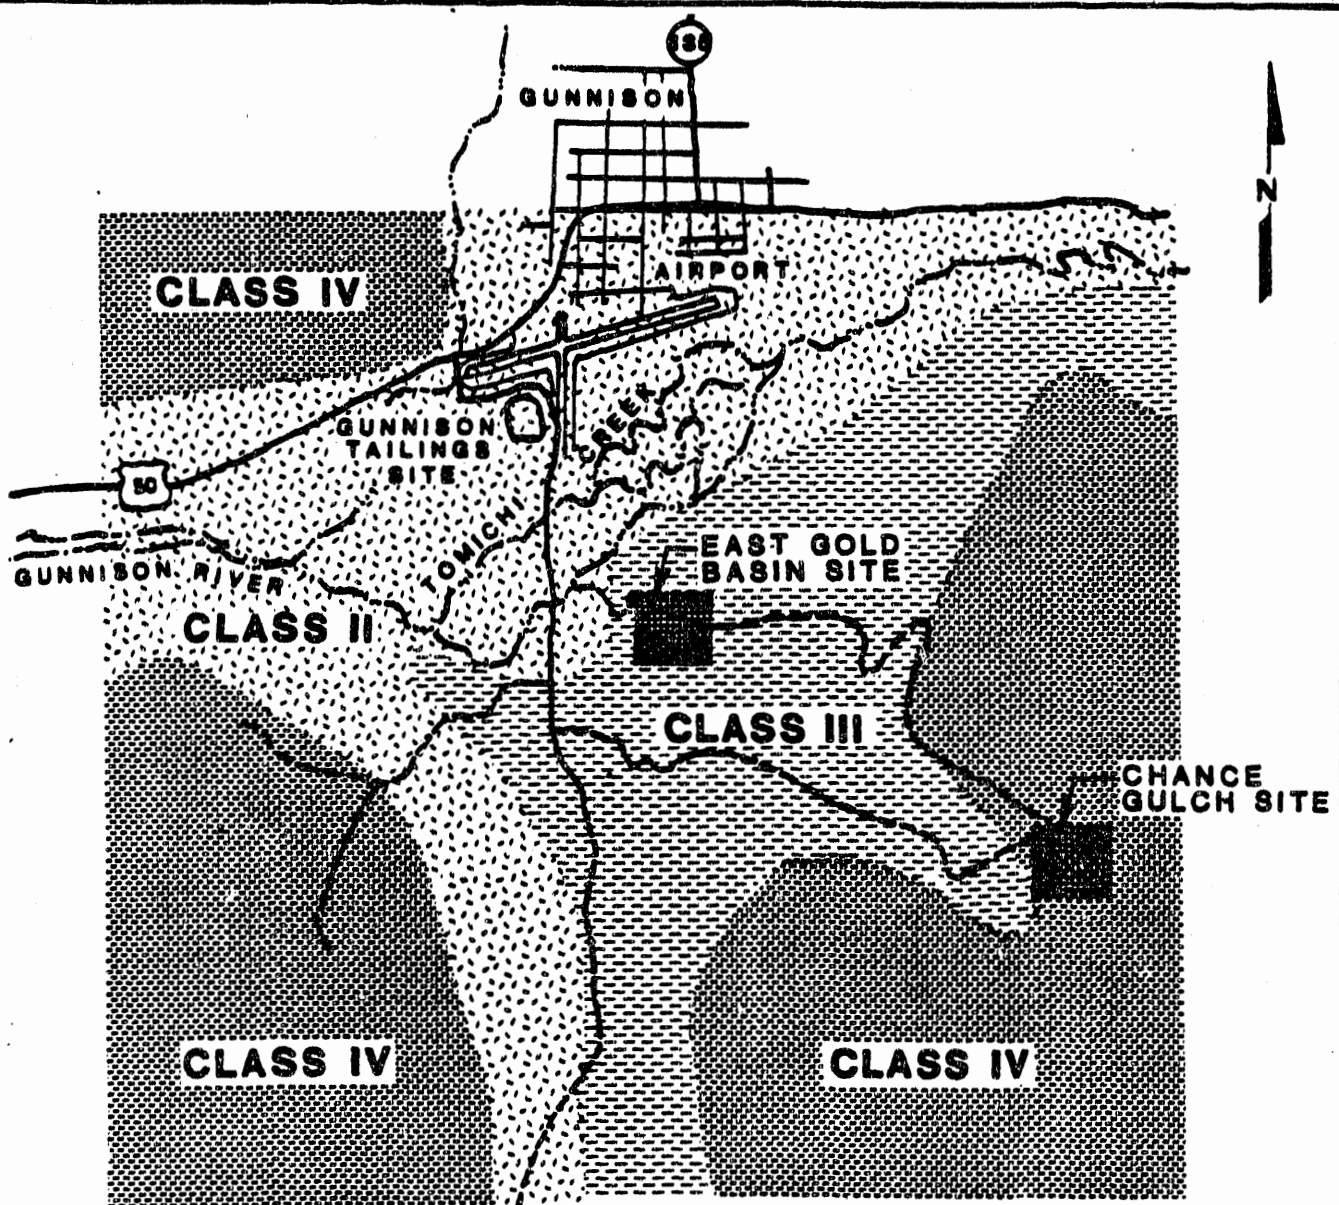 GUNNISON
AIRPORT
CLASS IV
GUNNISON
TAILINGS
SITE
CREEK
50
TOMICHI
GUNNISON RIVER
EAST GOLD
BASIN SITE
CLASS II
CLASS III
CHANCE
GULCH SITE
CLASS IV
CLASS IV
N